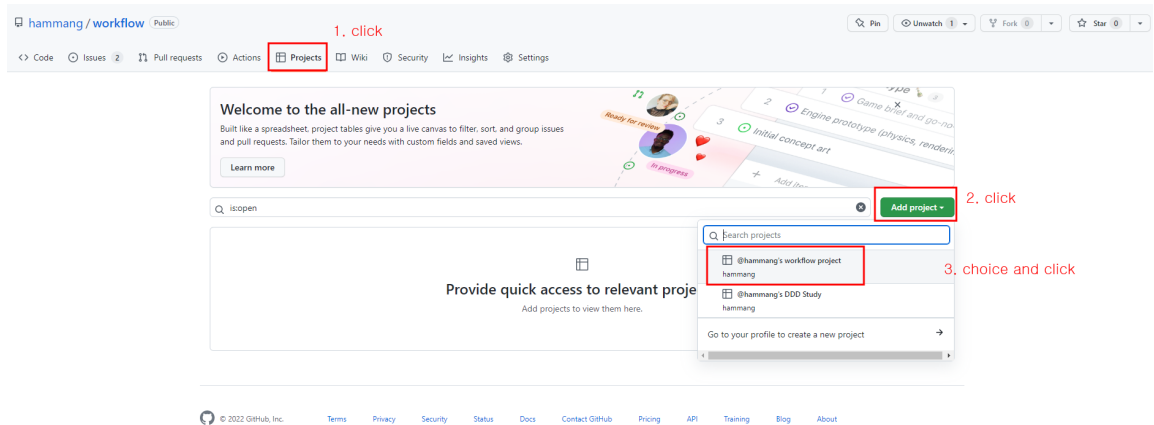 hammang / workflow Public
1. click
Pin Unwatch 1 Fork 0 Star 0
Code Issues 2 Pull requests Actions Projects Wiki Security Insights Settings
Welcome to the all-new projects
Built like a spreadsheet, project tables give you a live canvas to filter, sort, and group issues
and pull requests. Tailor them to your needs with custom fields and saved views.
Learn more
Ready for review
In progress
1 Game brief and go-no
2 Engine prototype (physics, renderin
3 Initial concept art
+ Add ite
is:open
Add project
2. click
Search projects
@hammang's workflow project
hammang
3. choice and click
@hammang's DDD Study
hammang
Go to your profile to create a new project
Provide quick access to relevant proje
Add projects to view them here.
© 2022 GitHub, Inc. Terms Privacy Security Status Docs Contact GitHub Pricing API Training Blog About